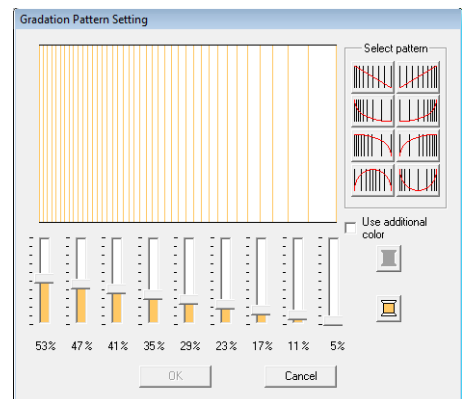 Gradation Pattern Setting
Select pattern
Use additional
color
53% 47% 41% 35% 29% 23% 17% 11% 5%
OK Cancel